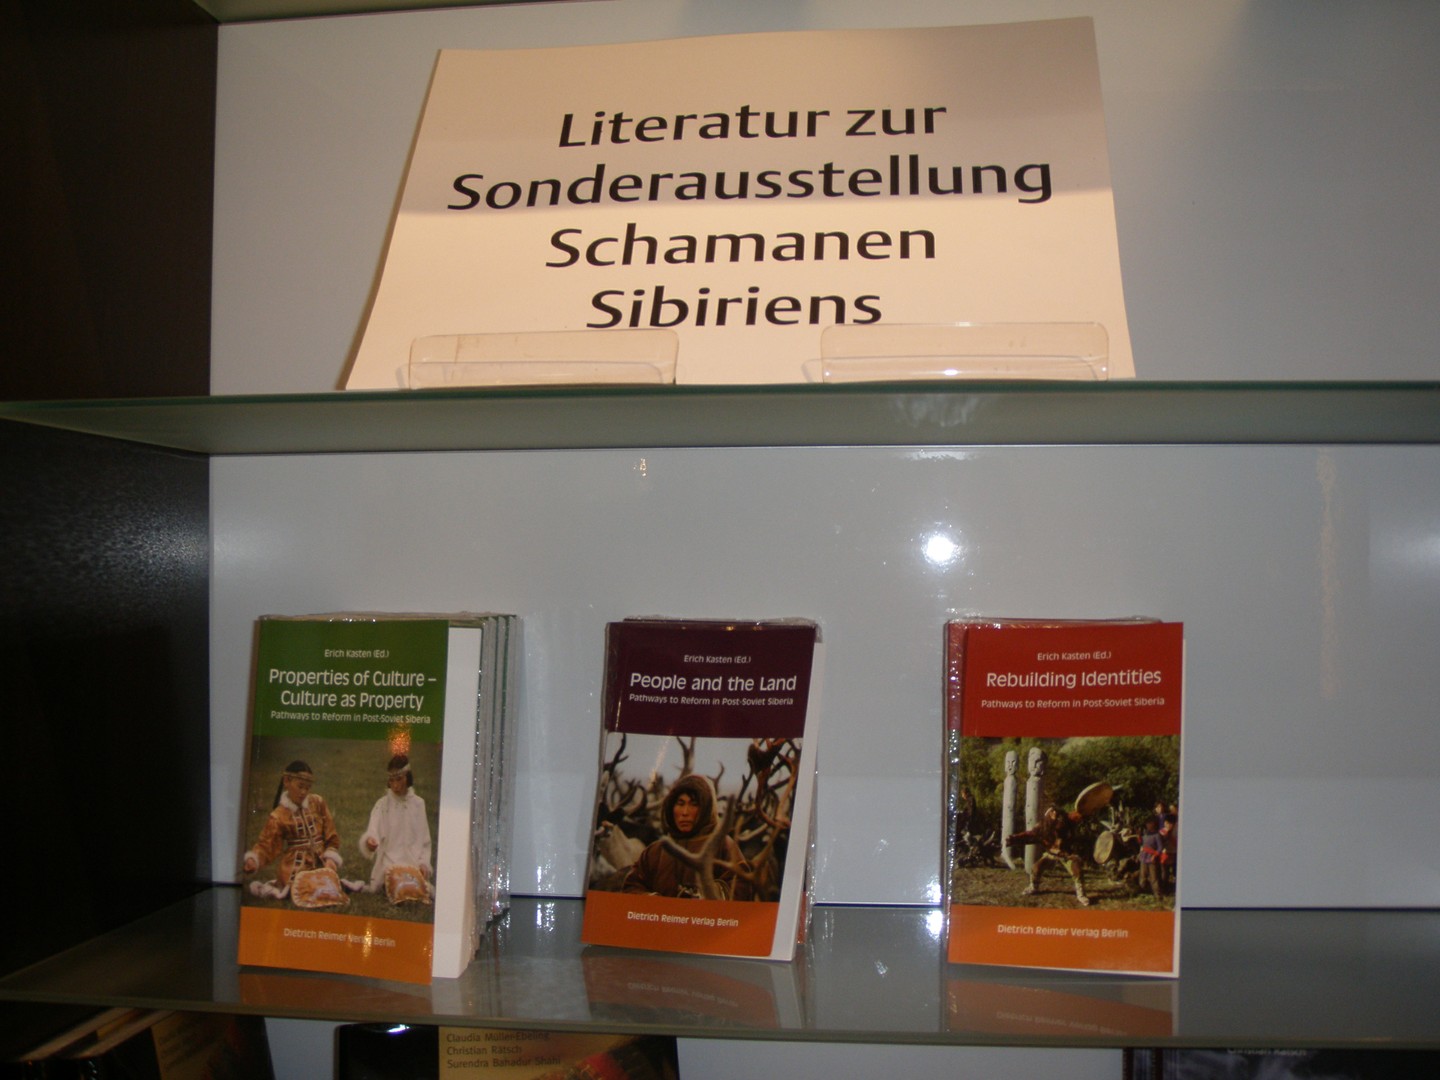 Literatur zur
Sonderausstellung
Schamanen
Sibiriens
Erich Kasten (Ed.)
Properties of Culture –
Culture as Property
Pathways to Reform in Post-Soviet Siberia
Dietrich Reimer Verlag Berlin
Erich Kasten (Ed.)
People and the Land
Pathways to Reform in Post-Soviet Siberia
Dietrich Reimer Verlag Berlin
Erich Kasten (Ed.)
Rebuilding Identities
Pathways to Reform in Post-Soviet Siberia
Dietrich Reimer Verlag Berlin
Claudia Müller-Ebeling
Christian Rätsch
Surendra Bahadur Shahi